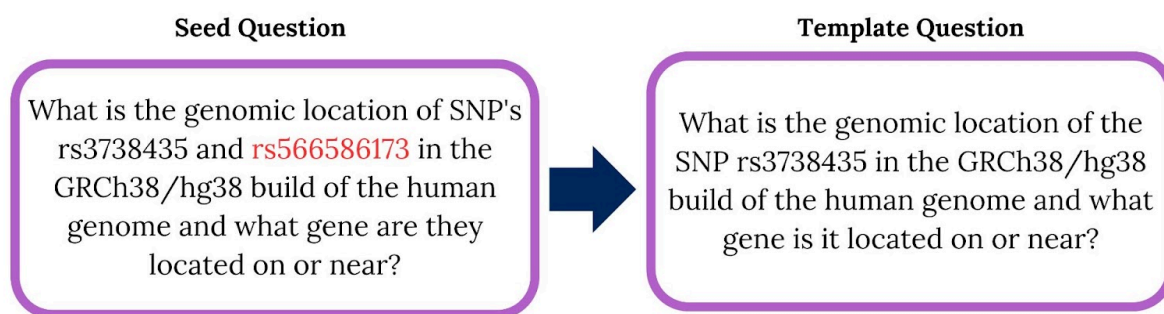 Seed Question
What is the genomic location of SNP's
rs3738435 and rs566586173 in the
GRCh38/hg38 build of the human
genome and what gene are they
located on or near?
Template Question
What is the genomic location of the
SNP rs3738435 in the GRCh38/hg38
build of the human genome and what
gene is it located on or near?